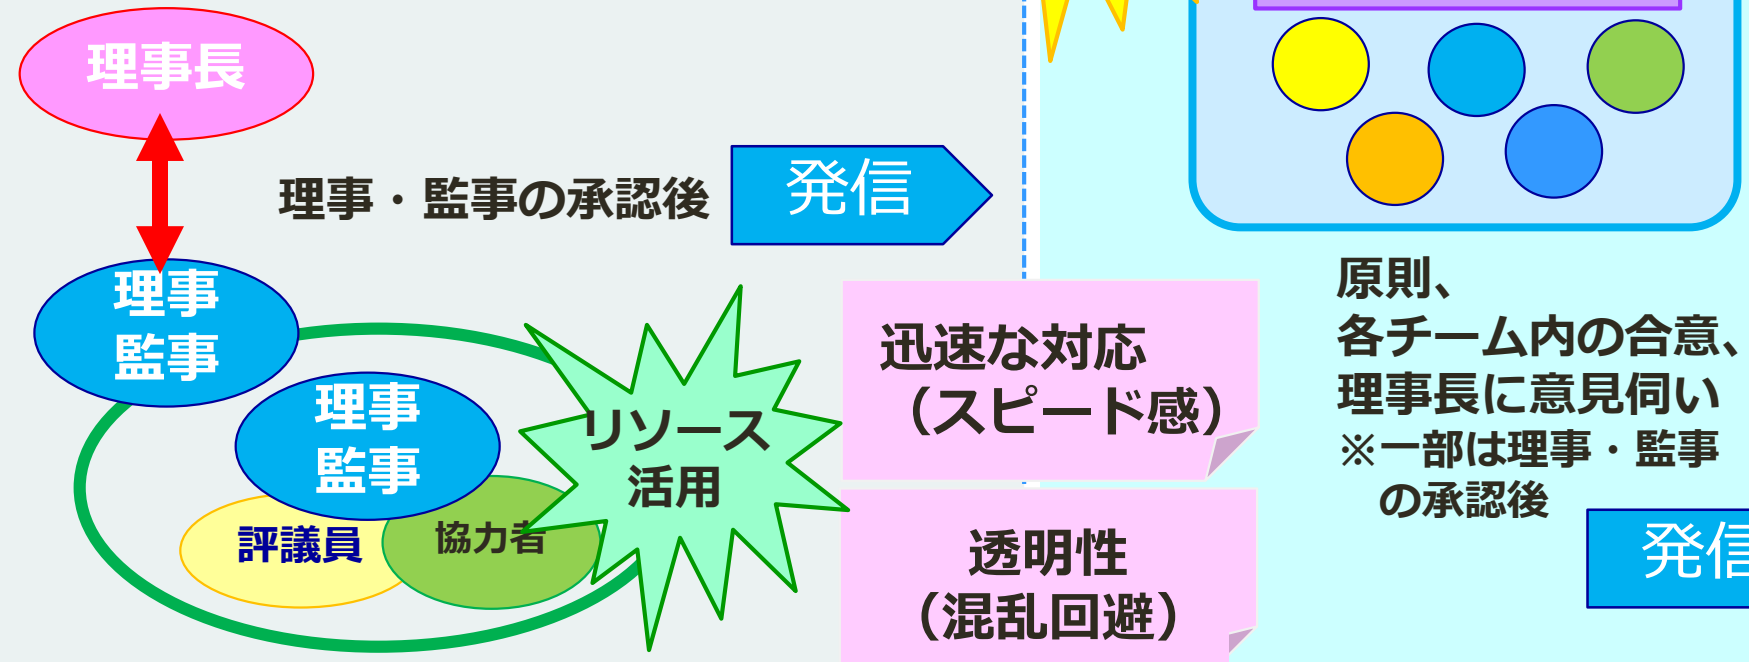 理事長
理事・監事の承認後
発信
理事
監事
理事
監事
評議員
協力者
リソース
活用
迅速な対応
（スピード感）
透明性
（混乱回避）
原則、
各チーム内の合意、
理事長に意見伺い
※一部は理事・監事
の承認後
発信